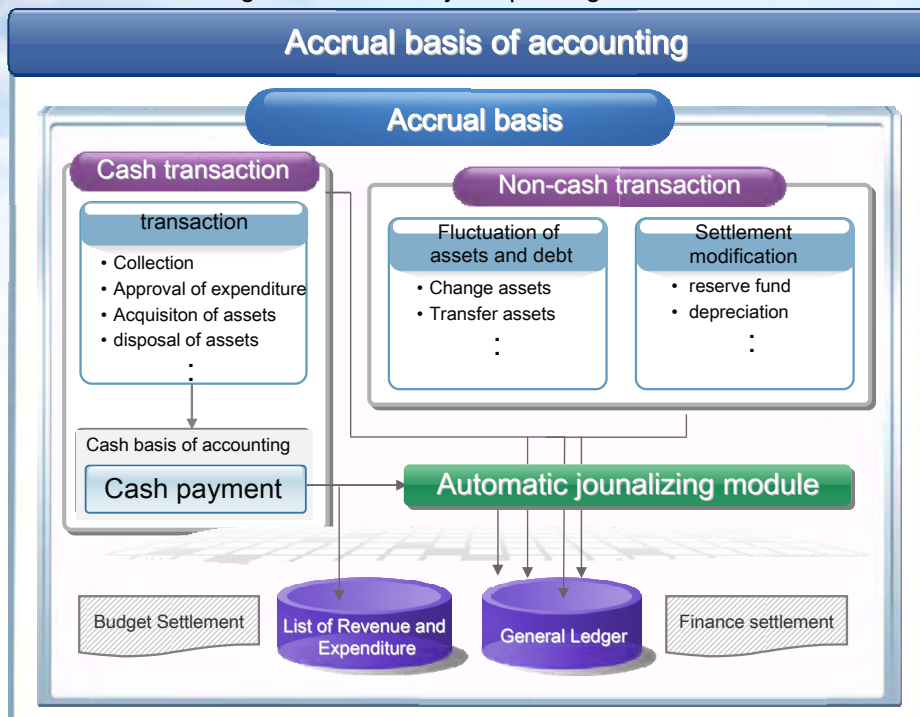 Accrual basis of accounting
Accrual basis
Cash transaction
transaction
• Collection
• Approval of expenditure
• Acquisiton of assets
• disposal of assets
:
Cash basis of accounting
Cash payment
Non-cash transaction
Fluctuation of
assets and debt
• Change assets
• Transfer assets
:
Settlement
modification
• reserve fund
• depreciation
:
Automatic jounalizing module
Budget Settlement
List of Revenue and
Expenditure
General Ledger
Finance settlement